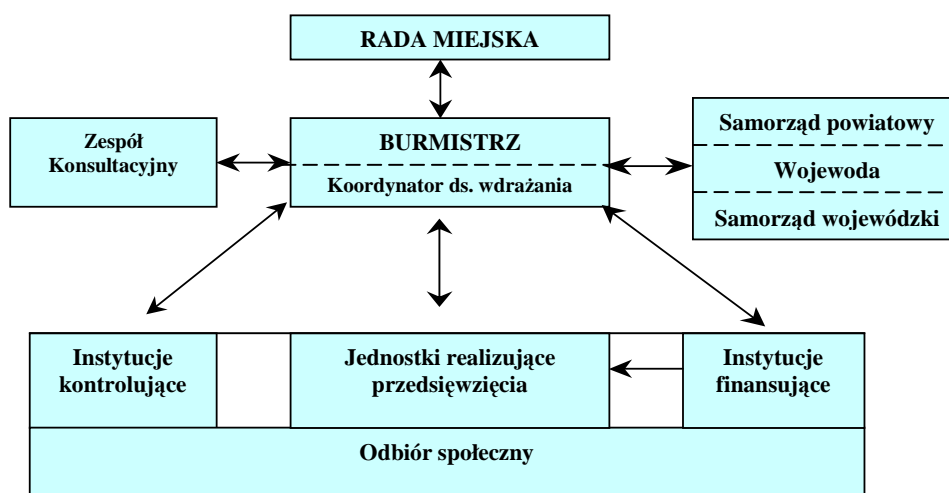 RADA MIEJSKA
Zespół
Konsultacyjny
BURMISTRZ
Koordynator ds. wdrażania
Samorząd powiatowy
Wojewoda
Samorząd wojewódzki
Instytucje
kontrolujące
Jednostki realizujące
przedsięwzięcia
Instytucje
finansujące
Odbiór społeczny